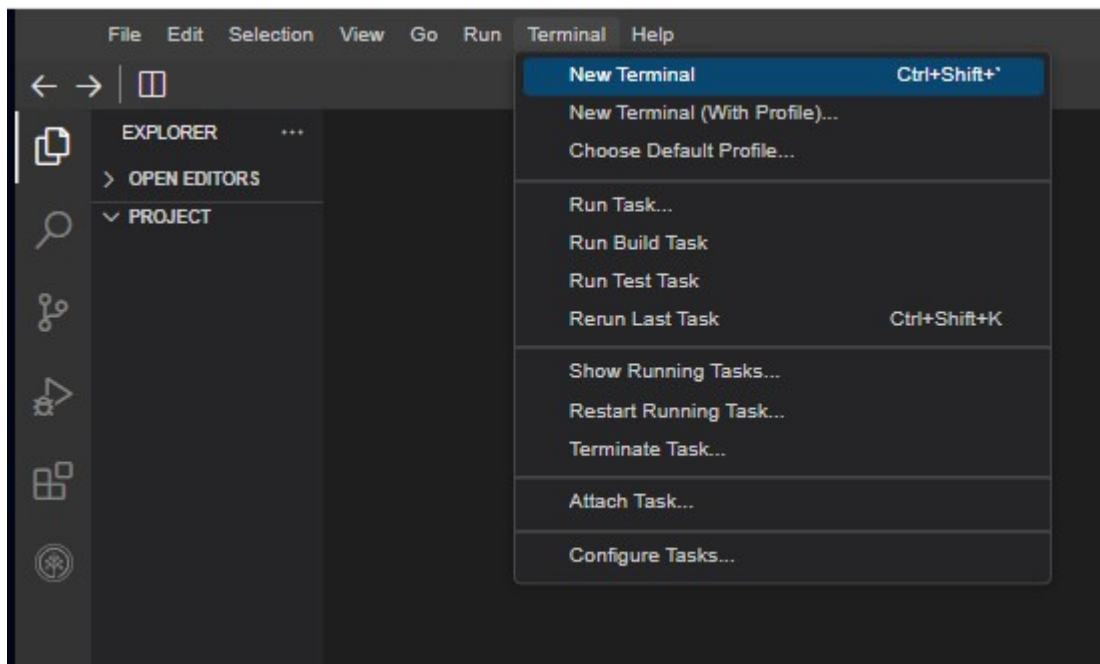 File Edit Selection View Go Run Terminal Help
EXPLORER ...
OPEN EDITORS
PROJECT
New Terminal Ctrl+Shift+`
New Terminal (With Profile)...
Choose Default Profile...
Run Task...
Run Build Task
Run Test Task
Rerun Last Task Ctrl+Shift+K
Show Running Tasks...
Restart Running Task...
Terminate Task...
Attach Task...
Configure Tasks...